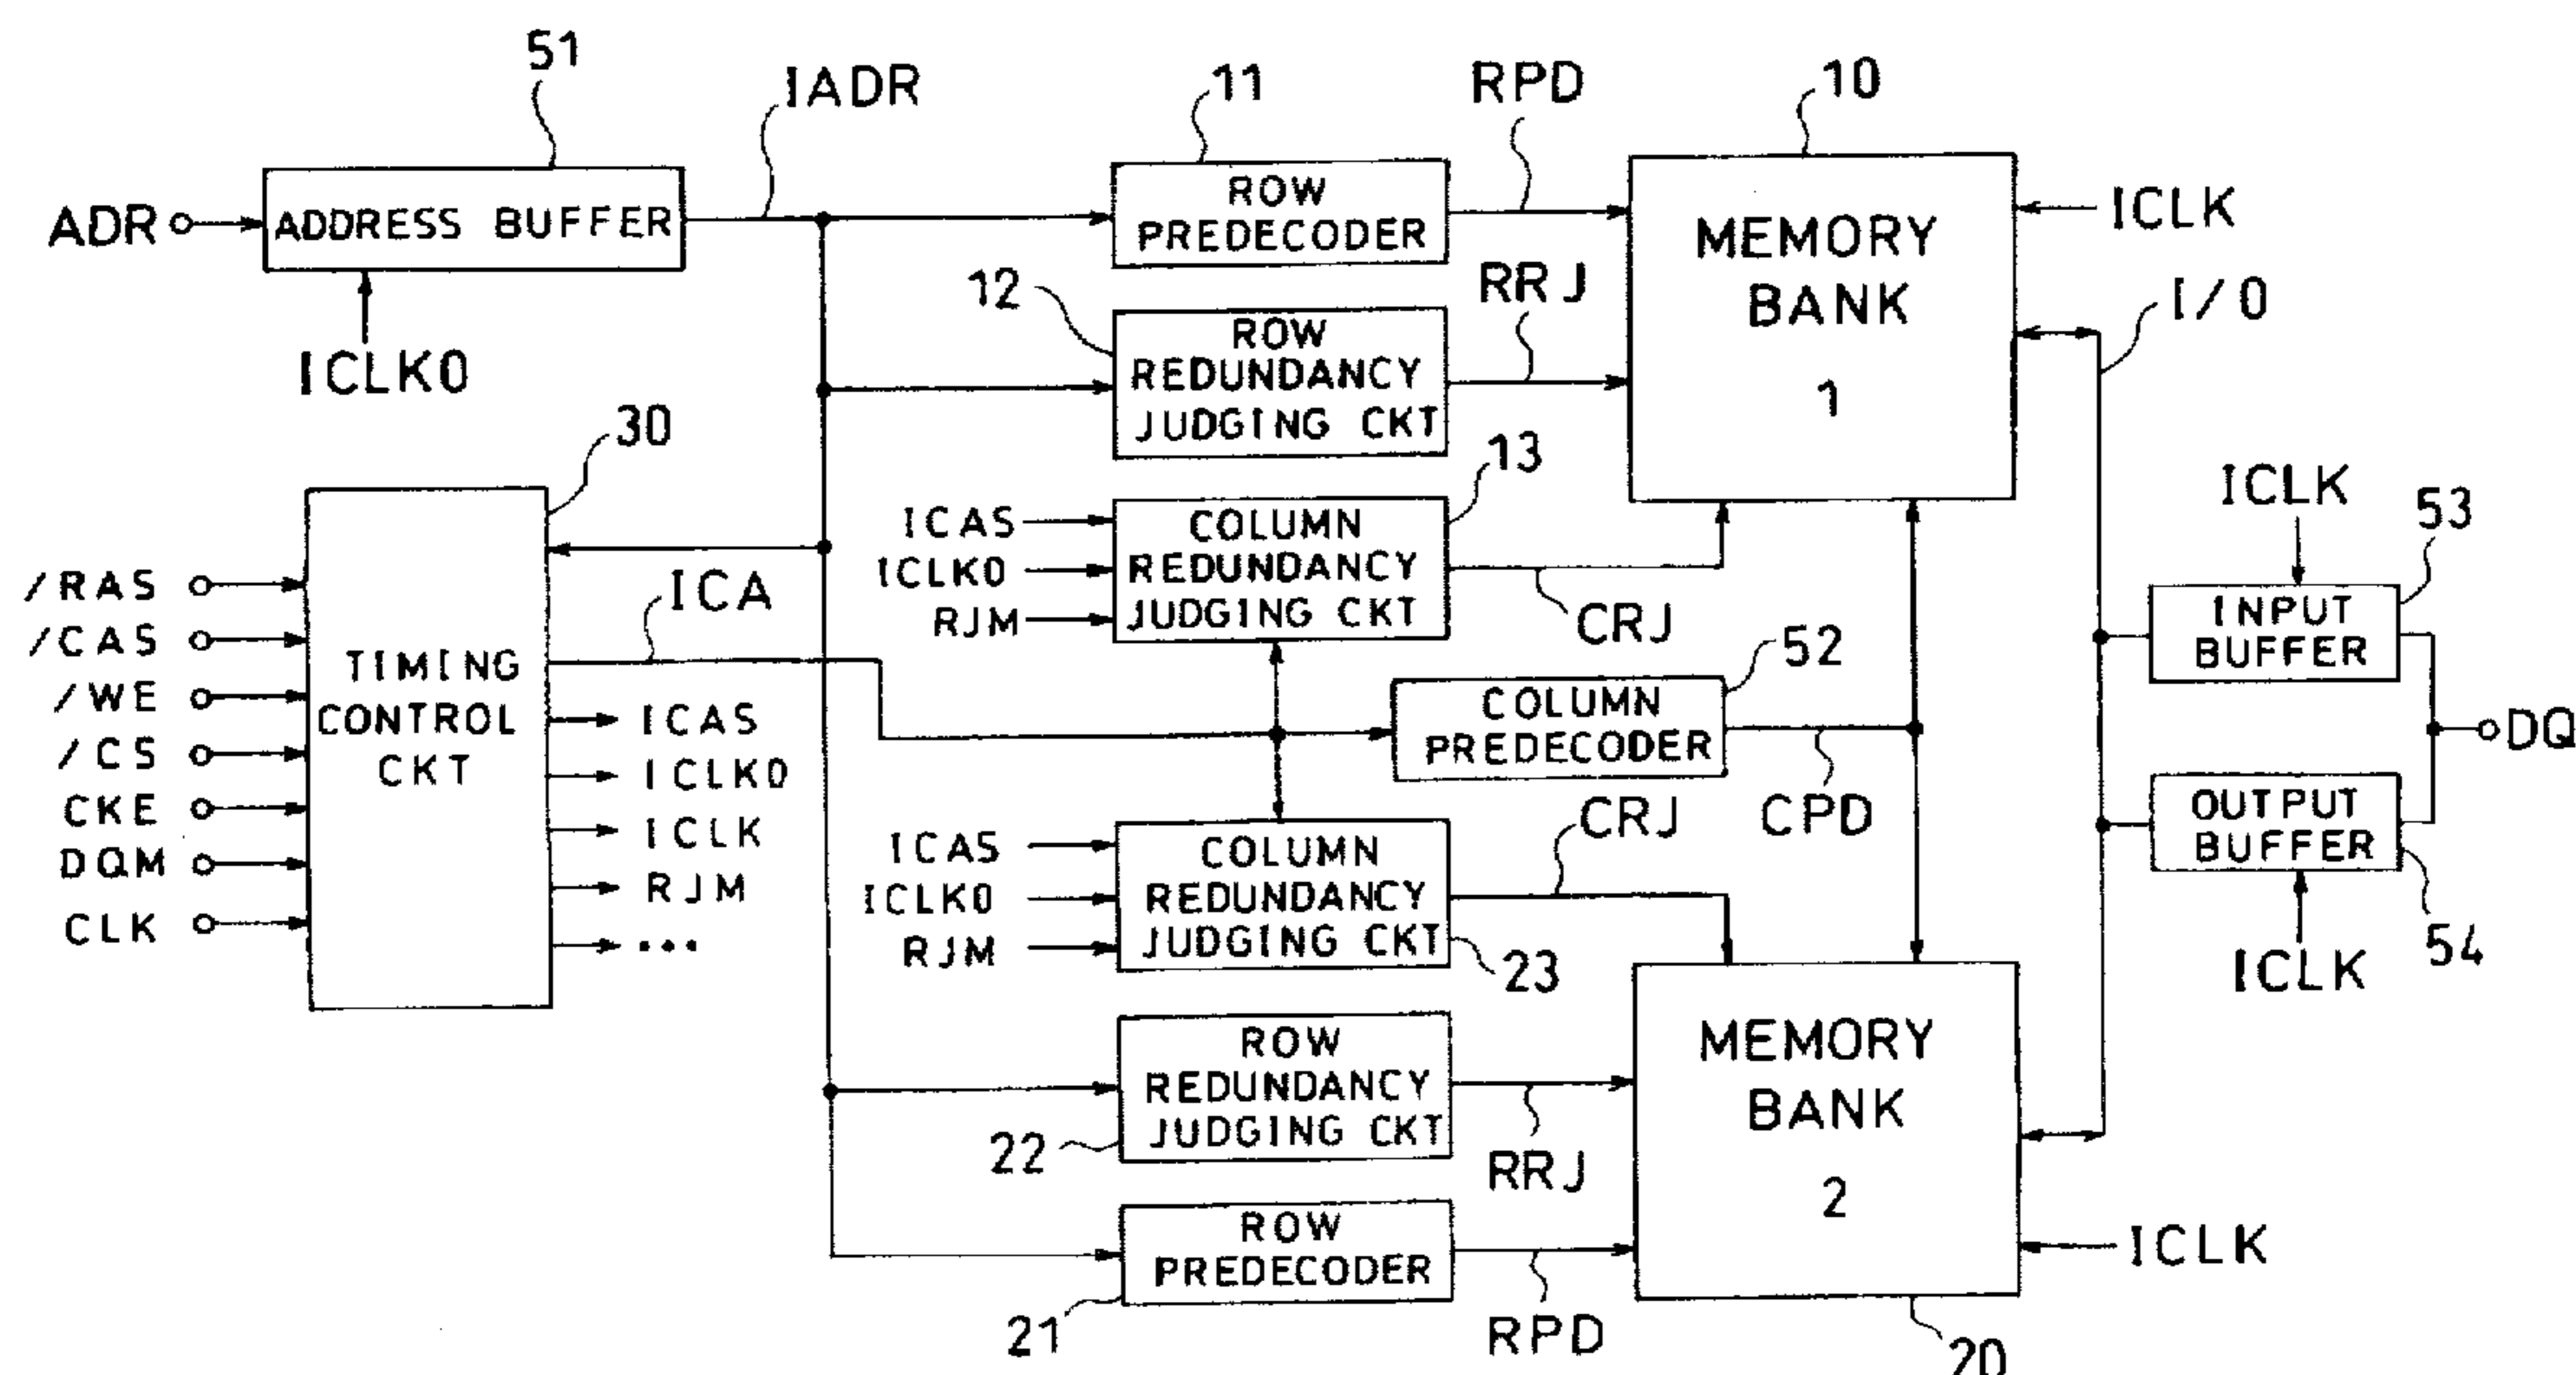 51
IADR
11
RPD
10
ADR
ADDRESS BUFFER
ROW
PREDECODER
MEMORY
BANK
1
ICLK
ICLK0
12
ROW
REDUNDANCY
JUDGING CKT
RRJ
I/O
30
13
ICAS
ICLK0
RJM
COLUMN
REDUNDANCY
JUDGING CKT
CRJ
ICLK
53
INPUT
BUFFER
/RAS
/CAS
/WE
/CS
CKE
DQM
CLK
TIMING
CONTROL
CKT
ICA
ICAS
ICLK0
ICLK
RJM
...
52
COLUMN
PREDECODER
CPD
DQ
OUTPUT
BUFFER
54
ICLK
ICAS
ICLK0
RJM
COLUMN
REDUNDANCY
JUDGING CKT
CRJ
23
MEMORY
BANK
2
ROW
REDUNDANCY
JUDGING CKT
22
RRJ
ICLK
ROW
PREDECODER
21
RPD
20